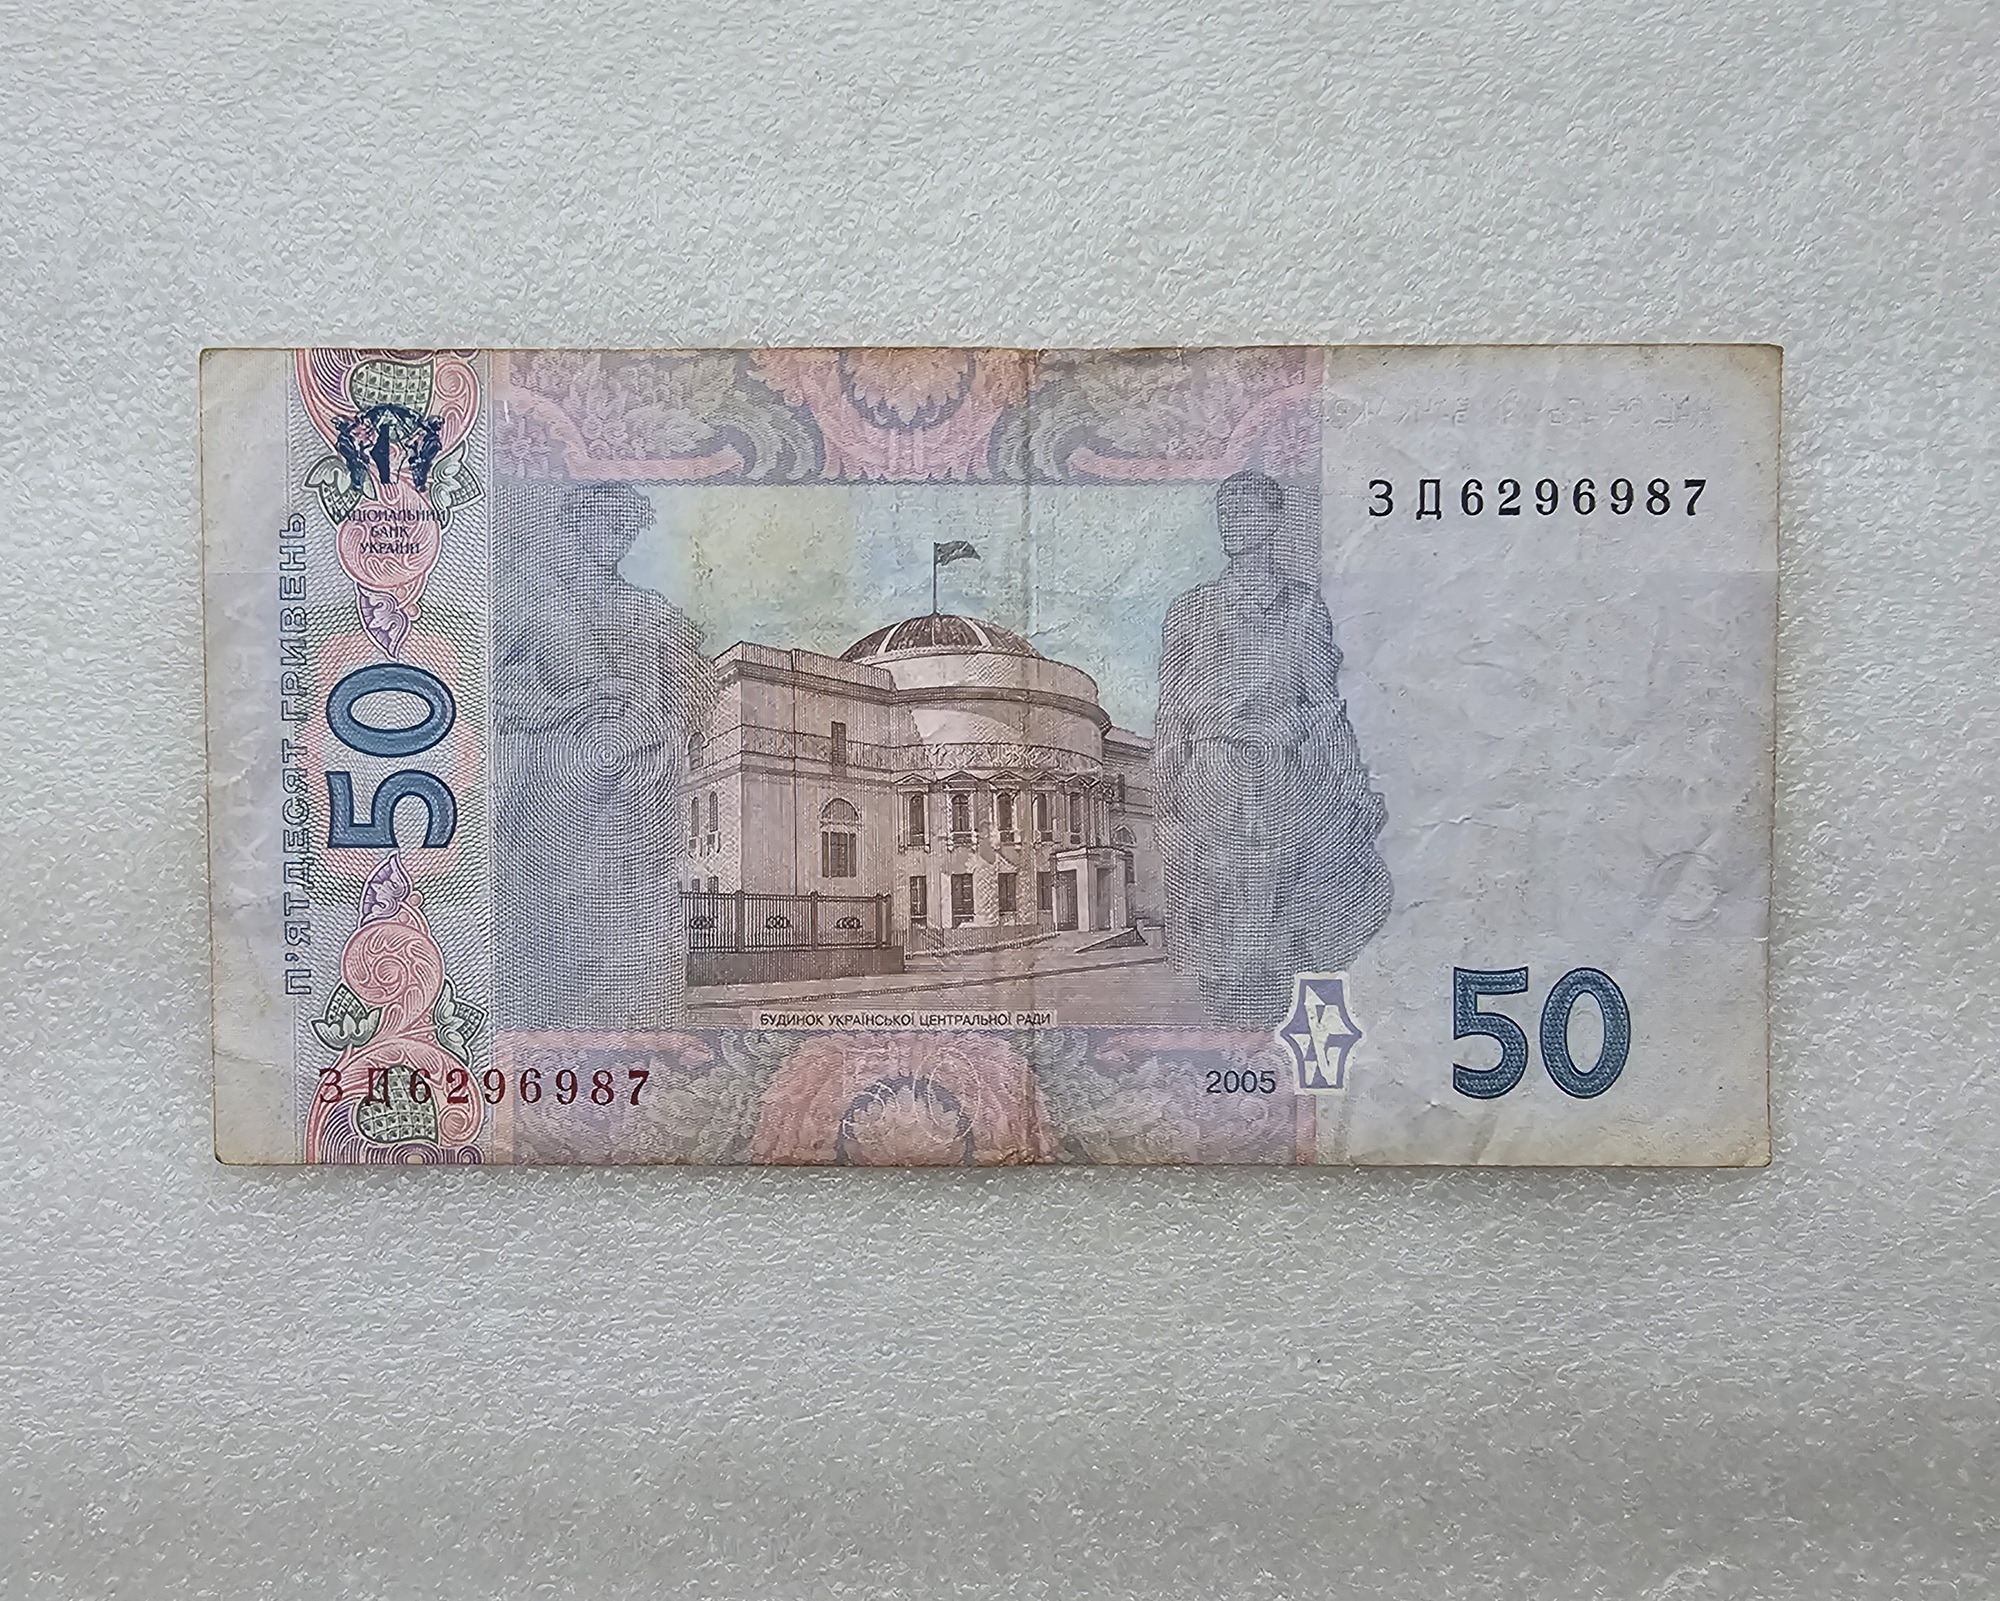 НАЦІОНАЛЬНИЙ
БАНК
УКРАЇНИ
ЗД6296987
П'ЯТДЕСЯТ ГРИВЕНЬ
50
БУДИНОК УКРАЇНСЬКОЇ ЦЕНТРАЛЬНОЇ РАДИ
ЗД6296987
2005
50